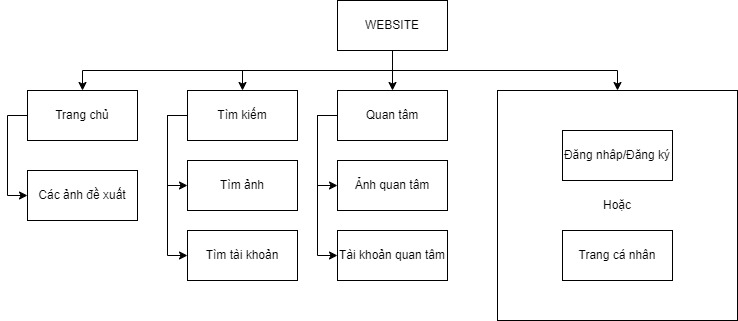 WEBSITE
Trang chủ
Tìm kiếm
Quan tâm
Đăng nhâp/Đăng ký
Các ảnh đề xuất
Tìm ảnh
Ảnh quan tâm
Hoặc
Tìm tài khoản
Tài khoản quan tâm
Trang cá nhân